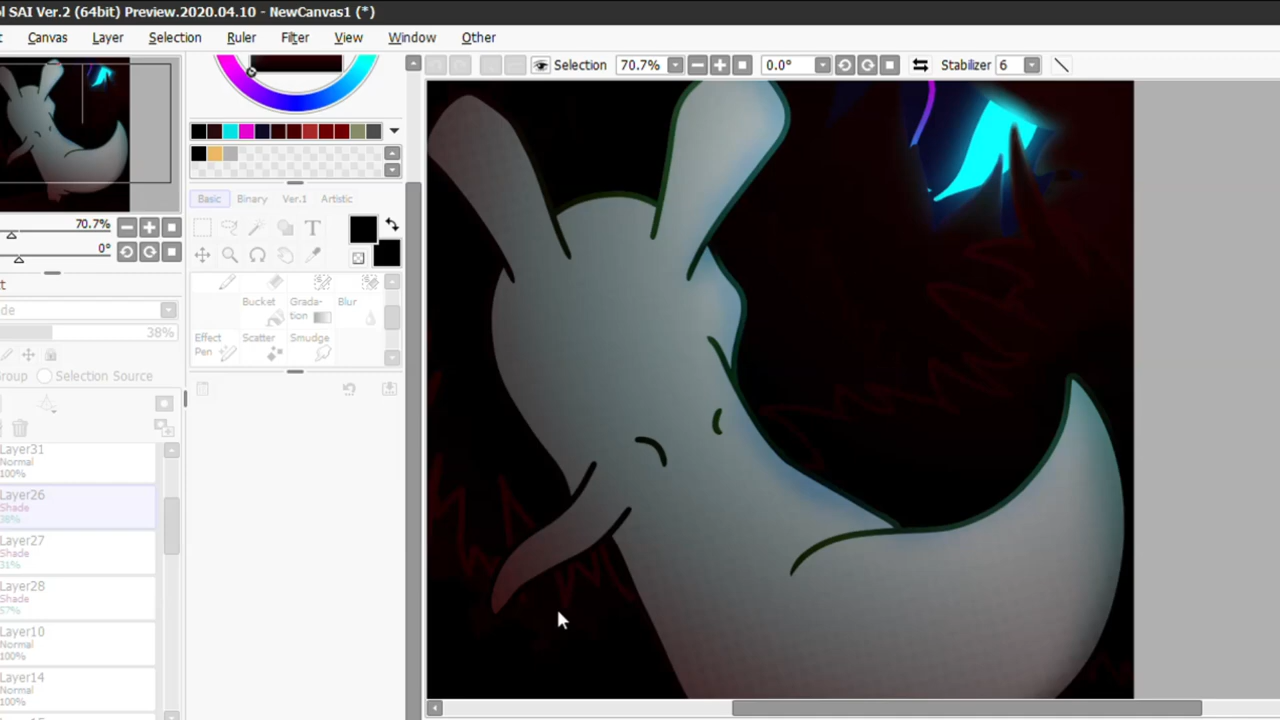 ol SAI Ver.2 (64bit) Preview.2020.04.10 - NewCanvas1 (*)
Canvas Layer Selection Ruler Filter View Window Other
Selection 70.7% 0.0° Stabilizer 6
70.7%
0°
Basic Binary Ver.1 Artistic
T
Bucket
Grada-
tion
Blur
Effect
Pen
Scatter
Smudge
38%
Selection Source
Layer31
Normal
100%
Layer26
Shade
38%
Layer27
Shade
31%
Layer28
Shade
57%
Layer10
Normal
100%
Layer14
Normal
100%